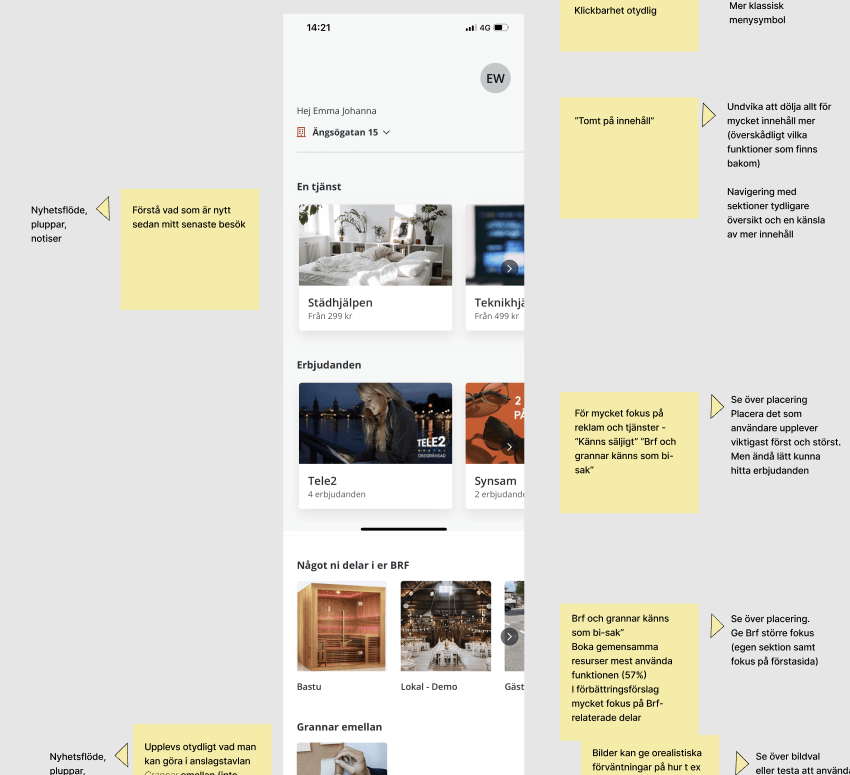 Klickbarhet otydlig
Mer klassisk
menysymbol
14:21
4G
EW
Hej Emma Johanna
Ängsögatan 15
"Tomt på innehåll"
Undvika att dölja allt för
mycket innehåll mer
(överskådligt vilka
funktioner som finns
bakom)
Navigering med
sektioner tydligare
översikt och en känsla
av mer innehåll
Nyhetsflöde,
pluppar,
notiser
Förstå vad som är nytt
sedan mitt senaste besök
En tjänst
Städhjälpen
Från 299 kr
Teknikhjä
Från 499 kr
Erbjudanden
TELE2
2
PÅ
Tele2
4 erbjudanden
Synsam
2 erbjudande
För mycket fokus på
reklam och tjänster -
"Känns säljigt" "Brf och
grannar känns som bi-
sak"
Se över placering
Placera det som
användare upplever
viktigast först och störst.
Men ändå lätt kunna
hitta erbjudanden
Något ni delar i er BRF
Bastu
Lokal - Demo
Gäst
Brf och grannar känns
som bi-sak"
Boka gemensamma
resurser mest använda
funktionen (57%)
I förbättringsförslag
mycket fokus på Brf-
relaterade delar
Se över placering.
Ge Brf större fokus
(egen sektion samt
fokus på förstasida)
Grannar emellan
Nyhetsflöde,
pluppar,
Upplevs otydligt vad man
kan göra i anslagstavlan
Grannar emellan (inte
Bilder kan ge orealistiska
förväntningar på hur t ex
Se över bildval
eller testa att använda